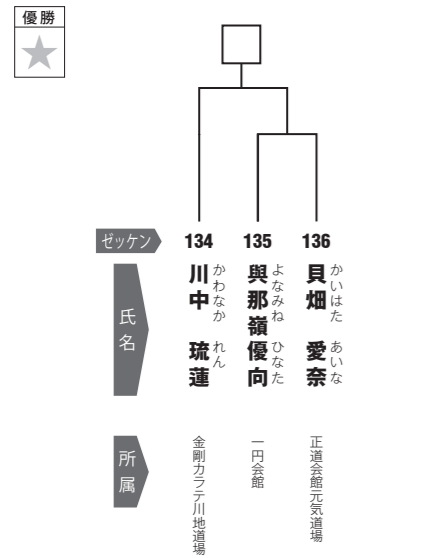 優勝
ゼッケン
134
135
136
氏名
川中 琉蓮
かわなか れん
與那嶺 優向
よなみね ひなた
貝畑 愛奈
かいはた あいな
所属
金剛カラテ川地道場
一円会館
正道会館元気道場